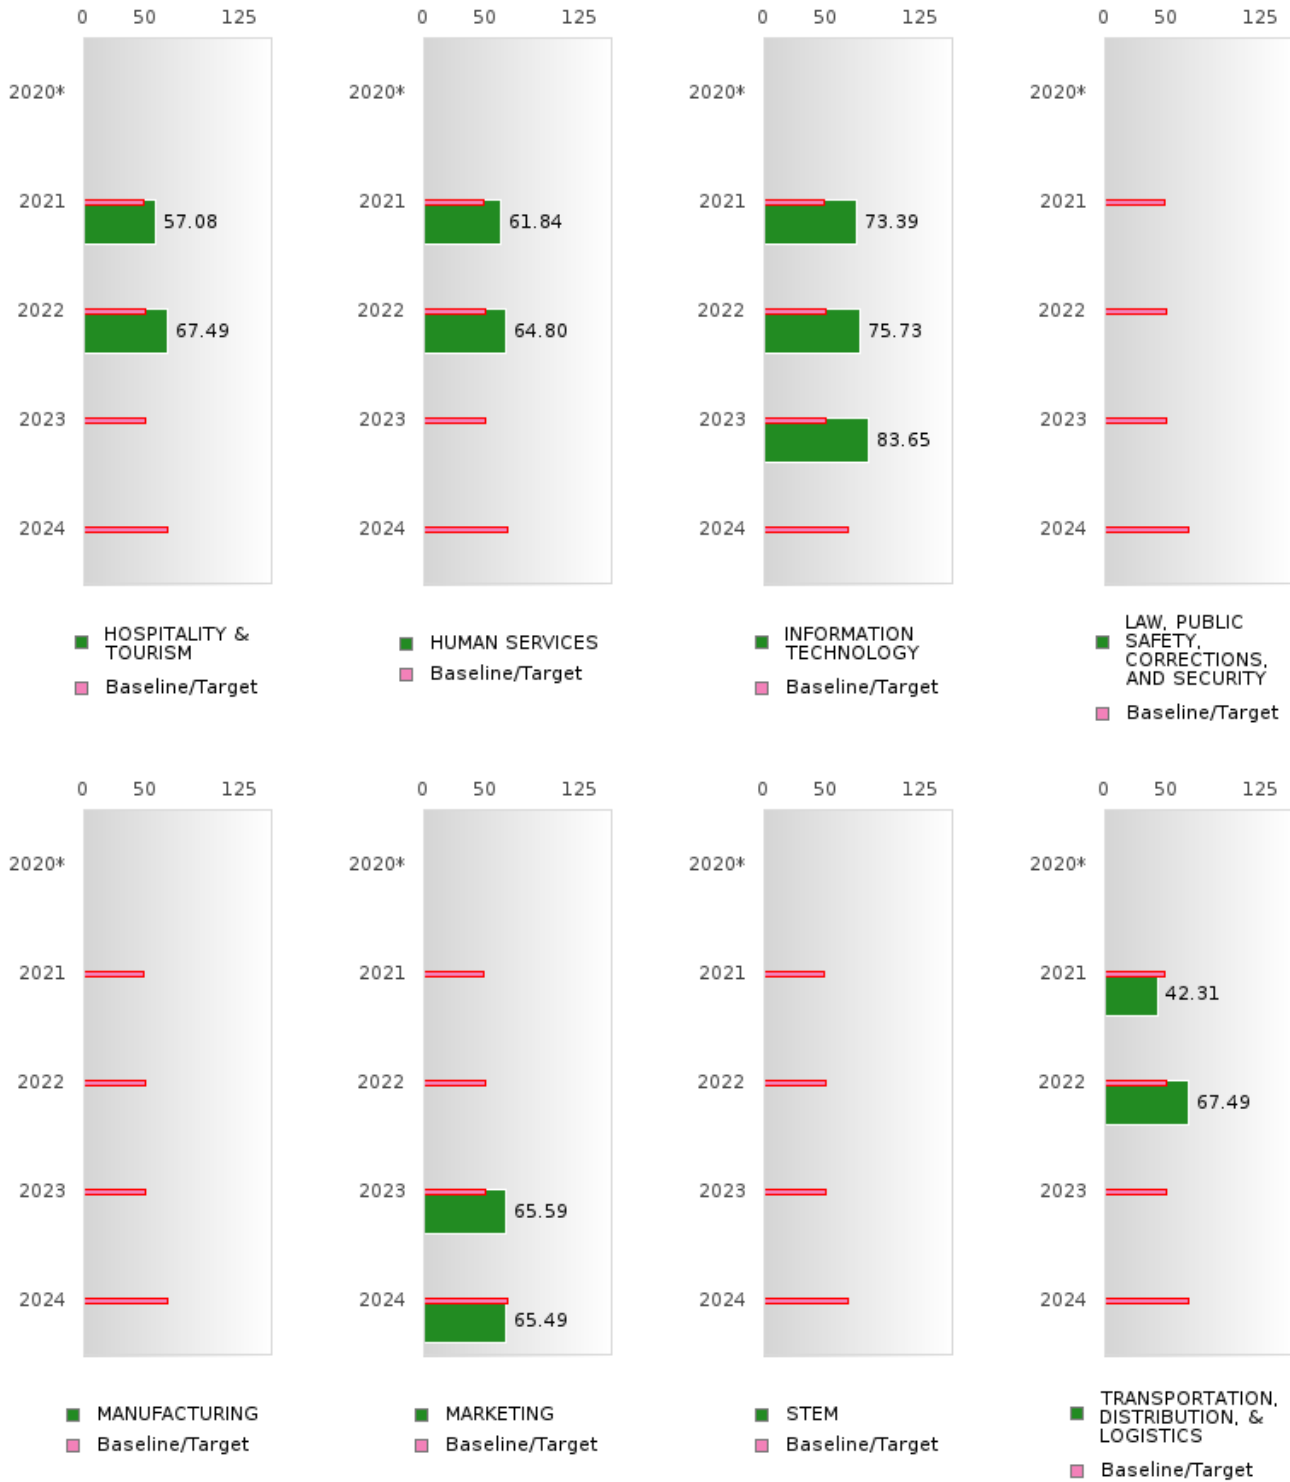 0 50 125
0 50 125
0 50 125
0 50 125
2020*
2020*
2020*
2020*
2021
57.08
2021
61.84
2021
73.39
2021
2022
67.49
2022
64.80
2022
75.73
2022
2023
2023
2023
83.65
2023
2024
2024
2024
2024
HOSPITALITY &
TOURISM
Baseline/Target
HUMAN SERVICES
Baseline/Target
INFORMATION
TECHNOLOGY
Baseline/Target
LAW, PUBLIC
SAFETY,
CORRECTIONS,
AND SECURITY
Baseline/Target
0 50 125
0 50 125
0 50 125
0 50 125
2020*
2020*
2020*
2020*
2021
2021
2021
2021
42.31
2022
2022
2022
2022
67.49
2023
2023
65.59
2023
2023
2024
2024
65.49
2024
2024
MANUFACTURING
Baseline/Target
MARKETING
Baseline/Target
STEM
Baseline/Target
TRANSPORTATION,
DISTRIBUTION, &
LOGISTICS
Baseline/Target